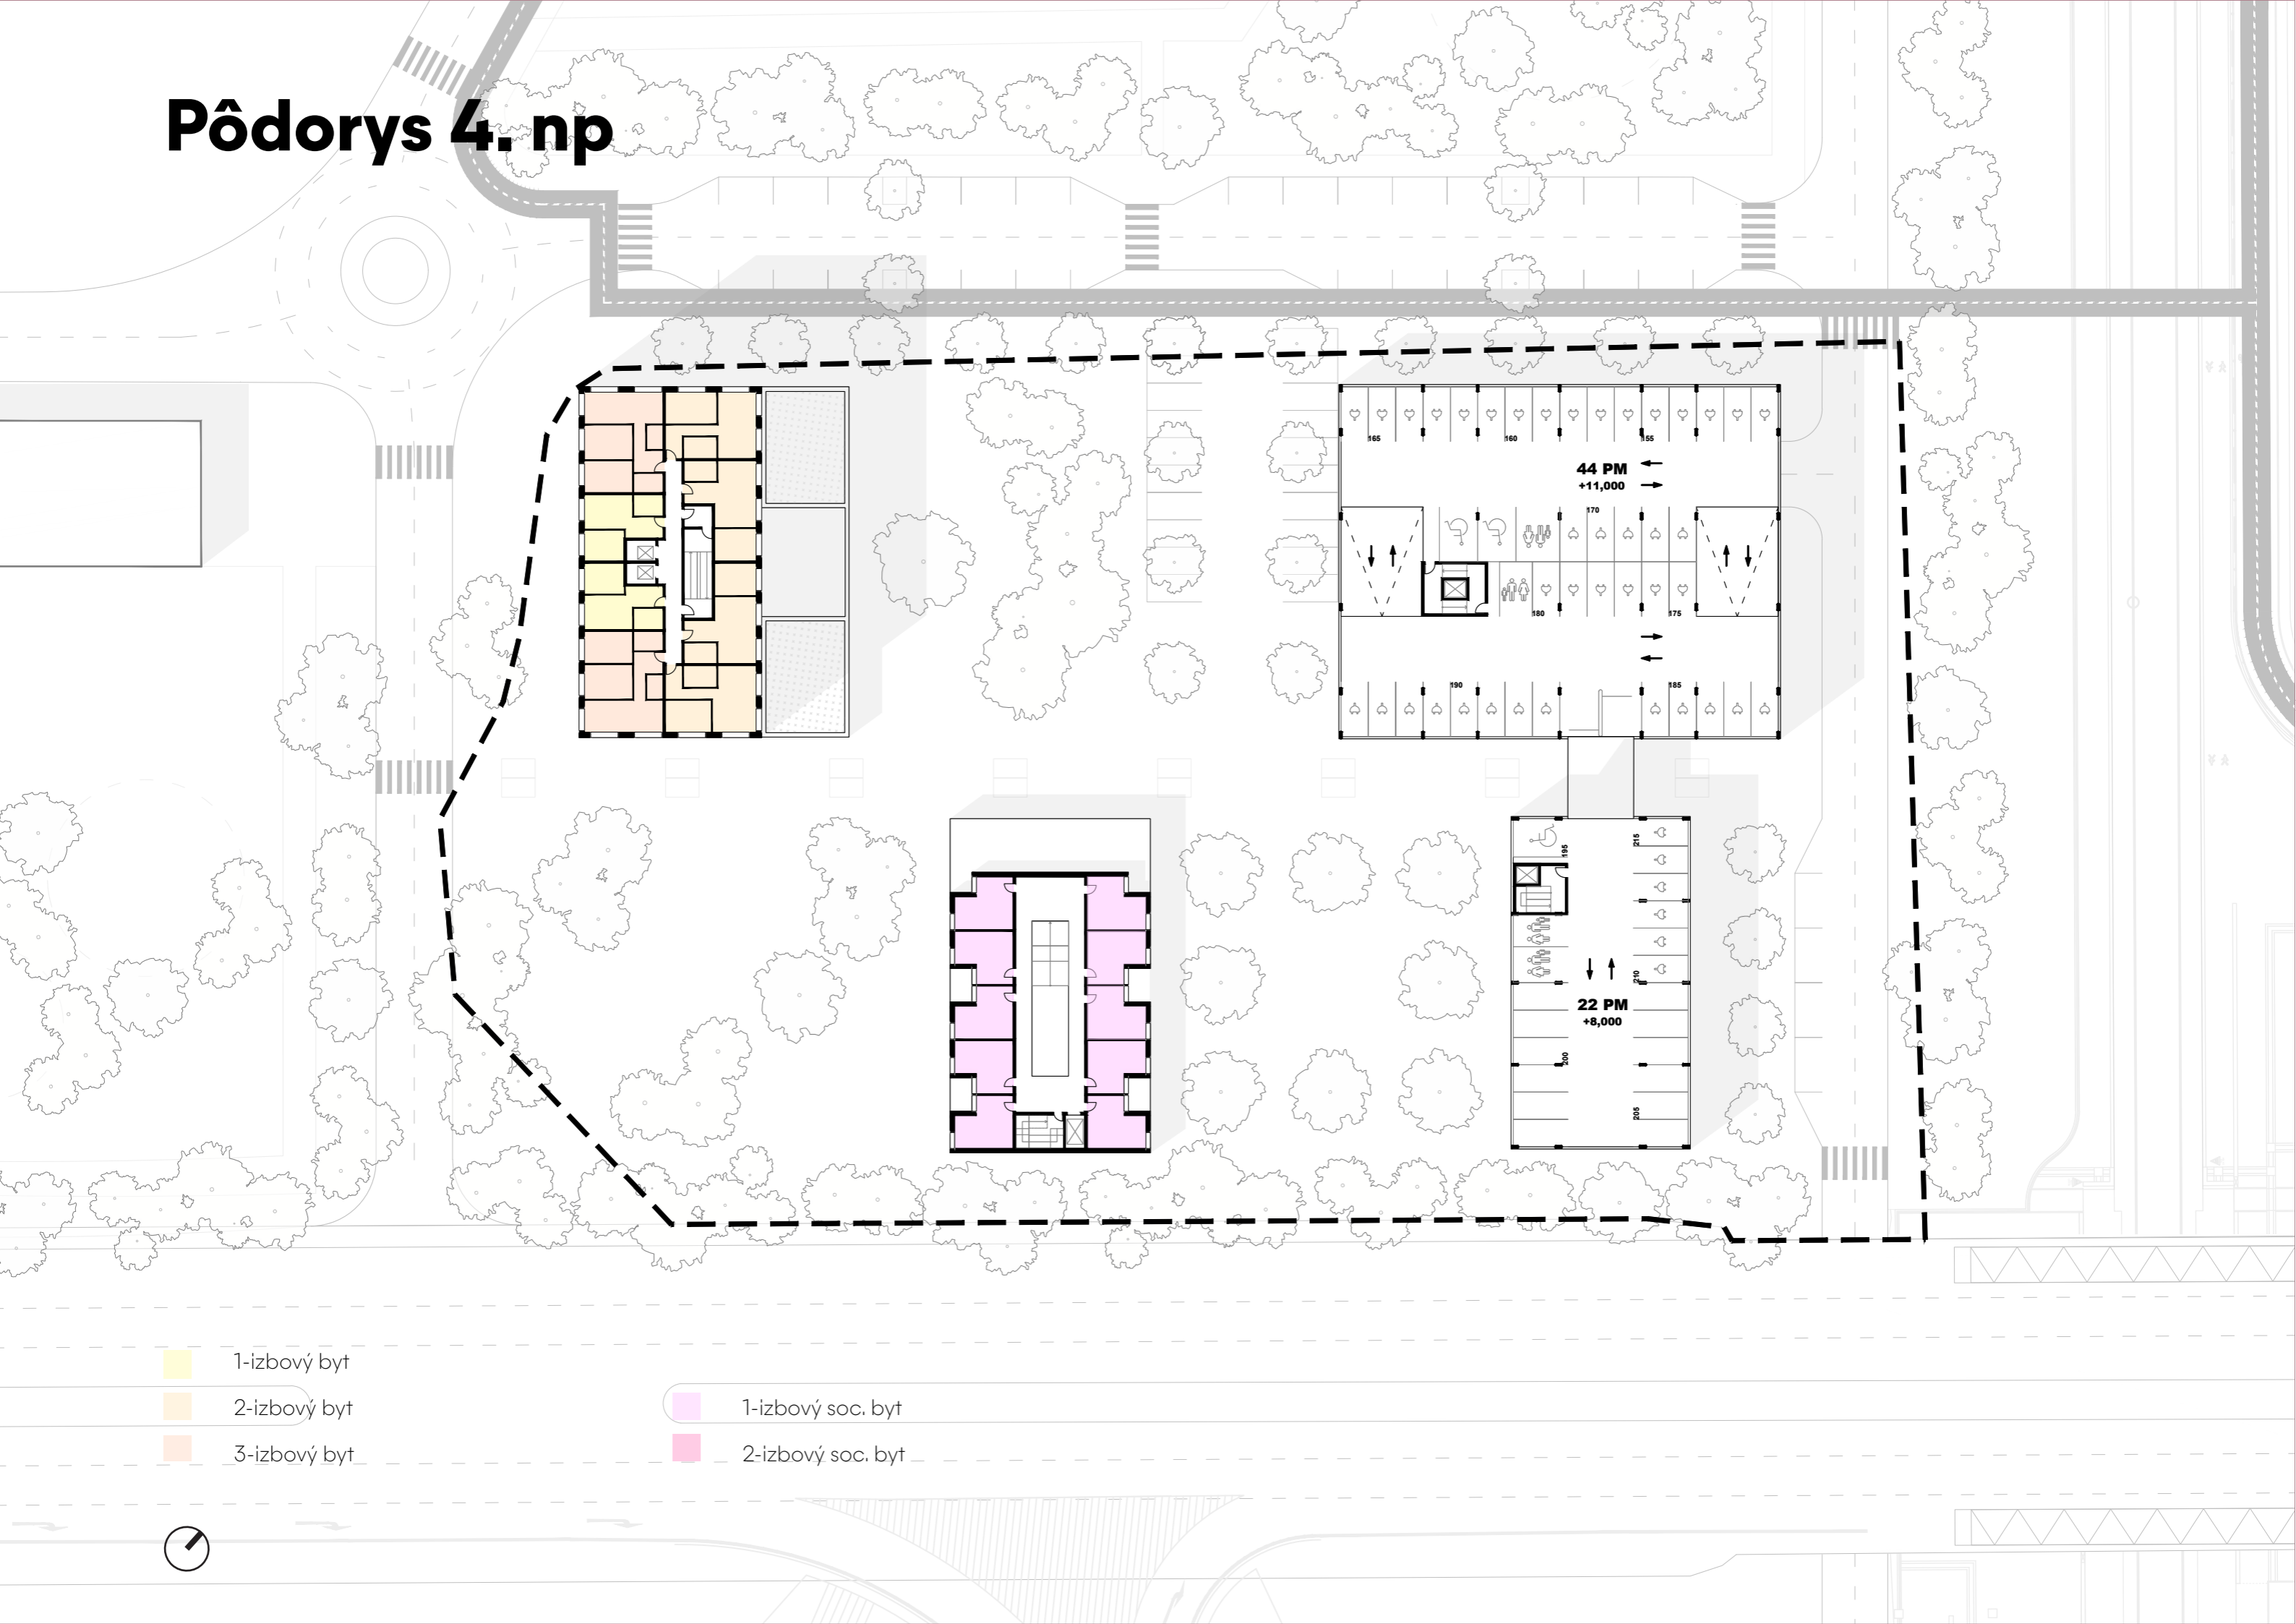 Pôdorys 4. np
165
160
155
44 PM
+11,000
170
180
175
190
185
195
215
210
22 PM
+8,000
200
205
1-izbový byt
2-izbový byt
3-izbový byt
1-izbový soc. byt
2-izbový soc. byt